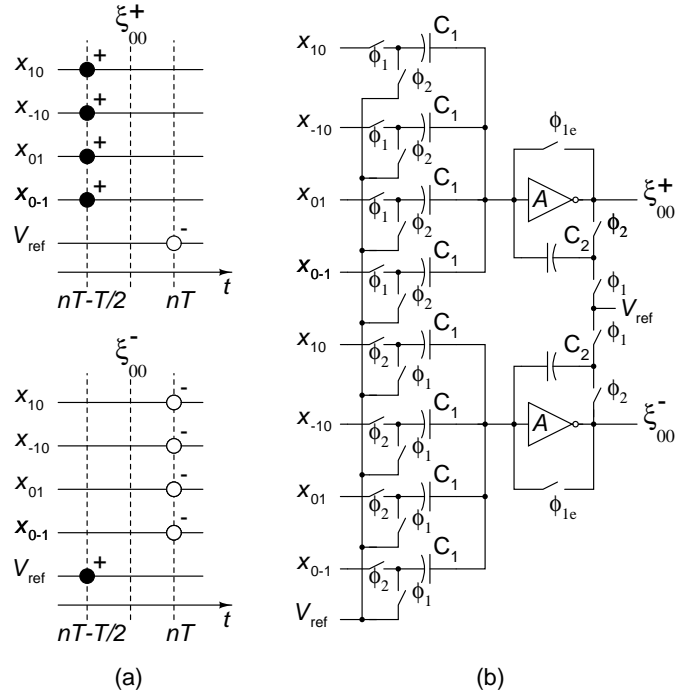 ξ+00
x10
+
x-10
+
x01
+
x0-1
+
Vref
-
t
nT-T/2
nT
ξ-00
x10
-
x-10
-
x01
-
x0-1
-
Vref
+
t
nT-T/2
nT
(a)
x10
ϕ1
C1
ϕ2
x-10
ϕ1
C1
ϕ2
ϕ1e
x01
ϕ1
C1
ϕ2
A
ξ+00
ϕ2
C2
x0-1
ϕ1
C1
ϕ2
ϕ1
Vref
x10
ϕ2
C1
ϕ1
ϕ1
C2
x-10
ϕ2
C1
ϕ1
A
ϕ2
ξ-00
x01
ϕ2
C1
ϕ1
ϕ1e
x0-1
ϕ2
C1
ϕ1
Vref
(b)